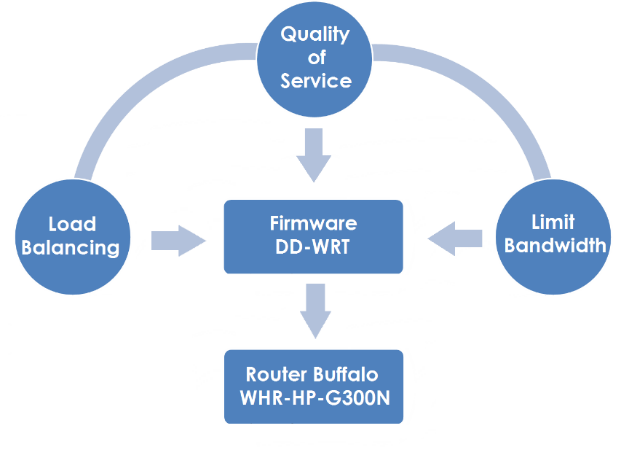 Quality
of
Service
Load
Balancing
Firmware
DD-WRT
Limit
Bandwidth
Router Buffalo
WHR-HP-G300N